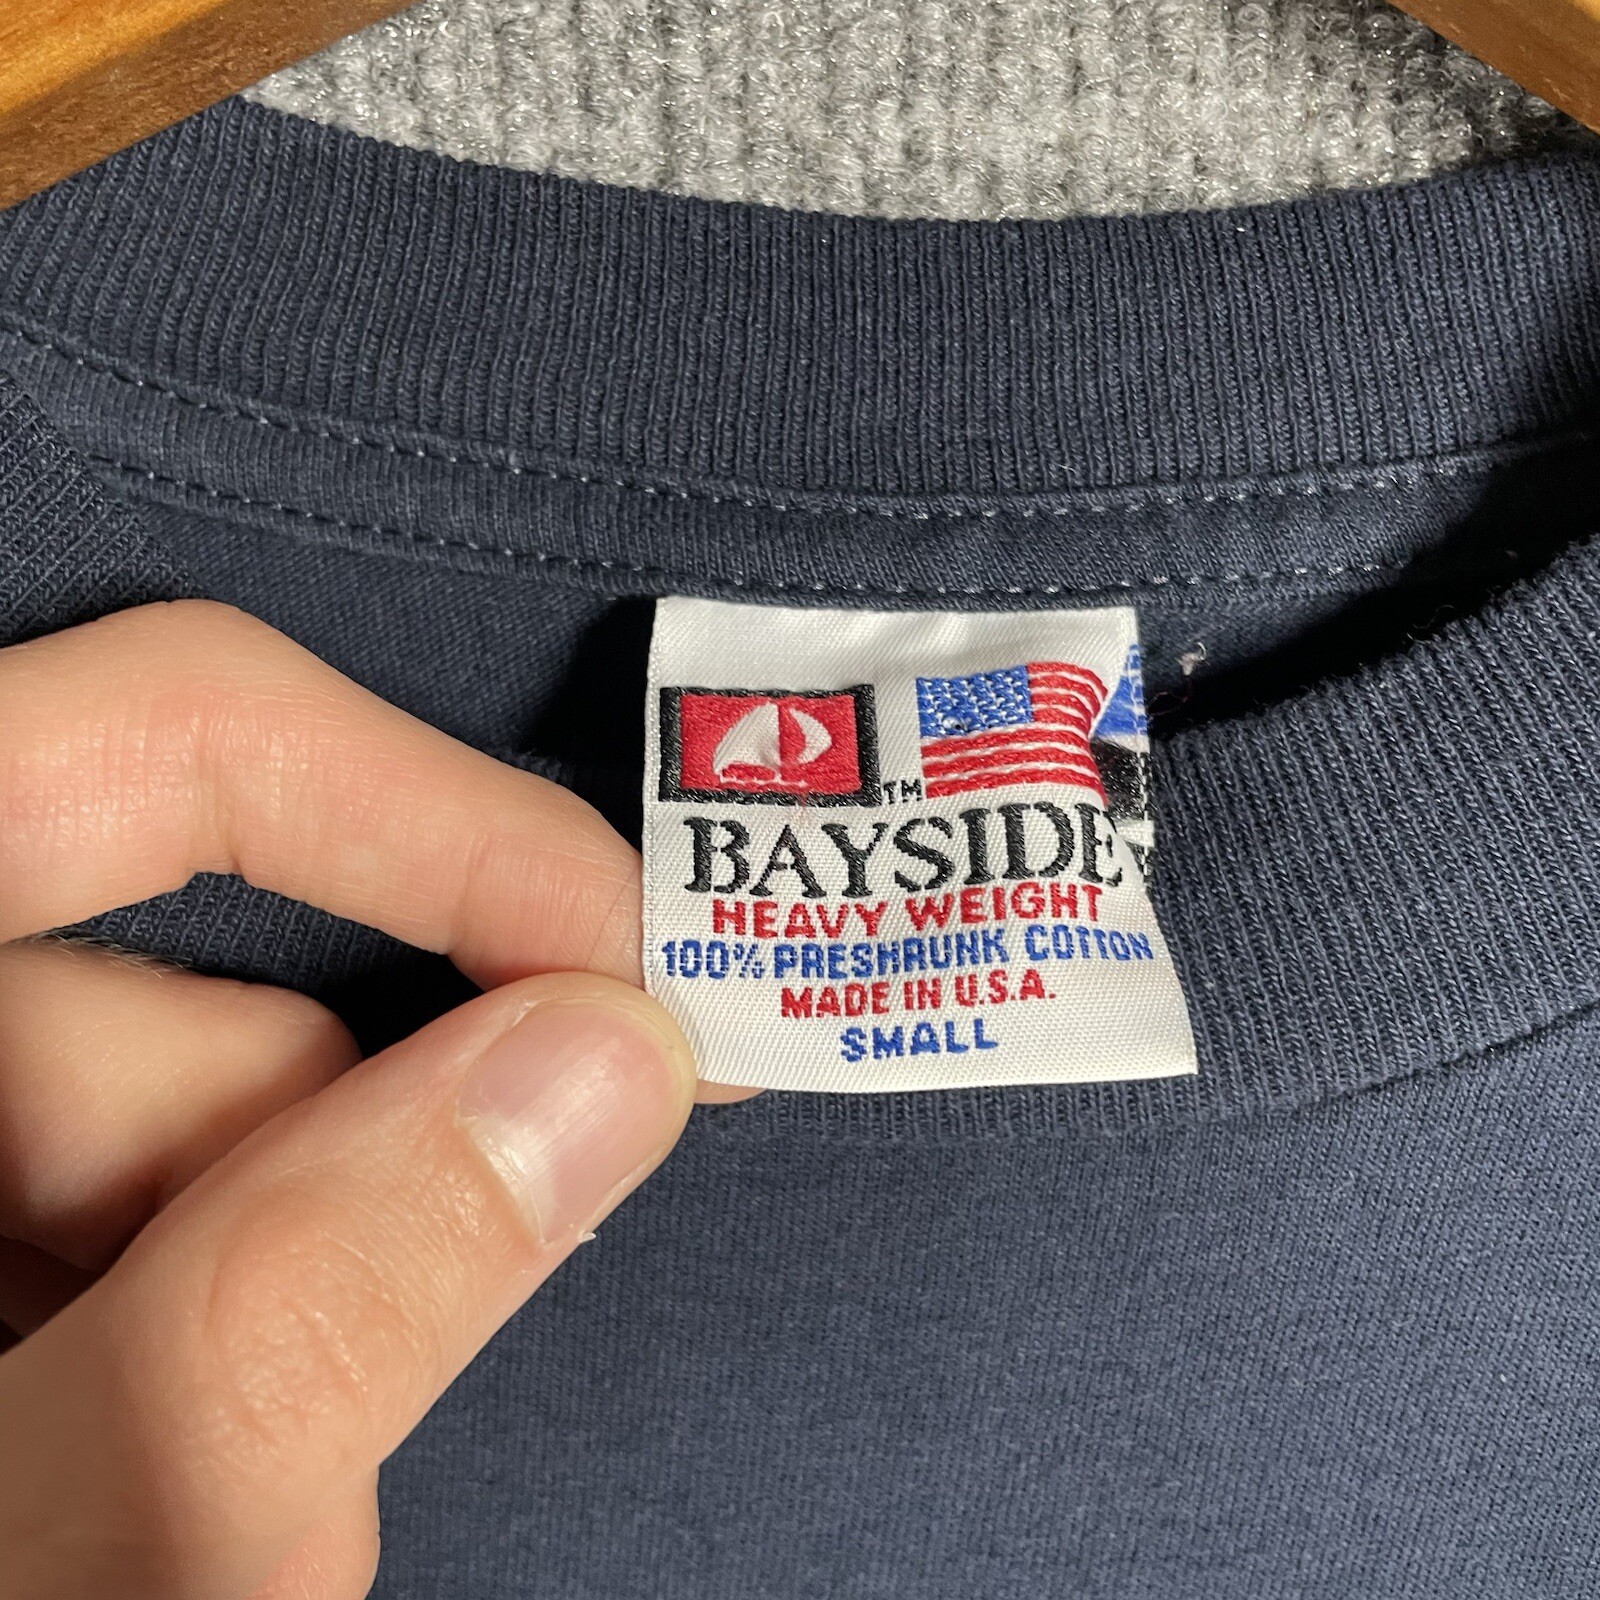 TM
BAYSIDE
HEAVY WEIGHT
100% PRESHRUNK COTTON
MADE IN U.S.A.
SMALL